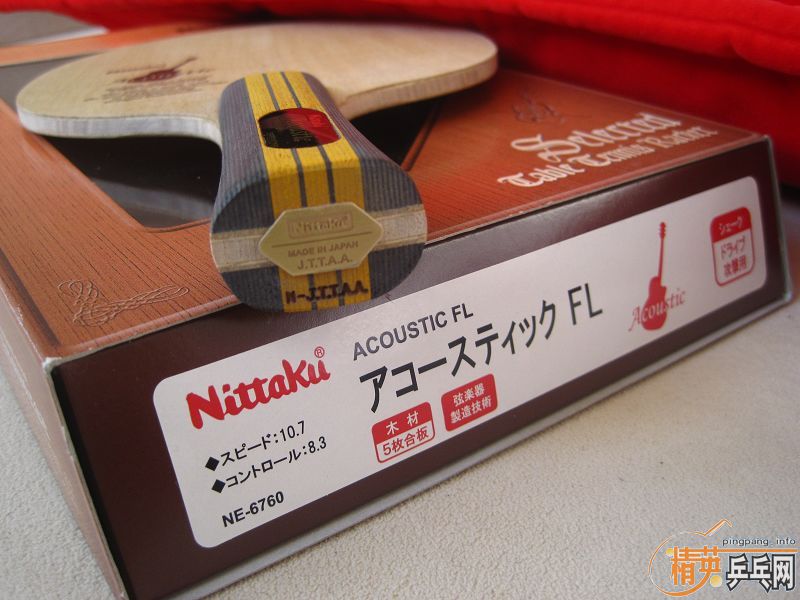 Selected
Table Tennis Racket
Nittaku
MADE IN JAPAN
J.T.T.A.A.
N-J.T.T.A.A.
Nittaku®
ACOUSTIC FL
アコースティック FL
◆スピード:10.7
◆コントロール:8.3
NE-6760
木材
5枚合板
弦楽器
製造技術
Acoustic
シェーク
ドライブ
攻撃用
pingpang.info
精英乒乓网